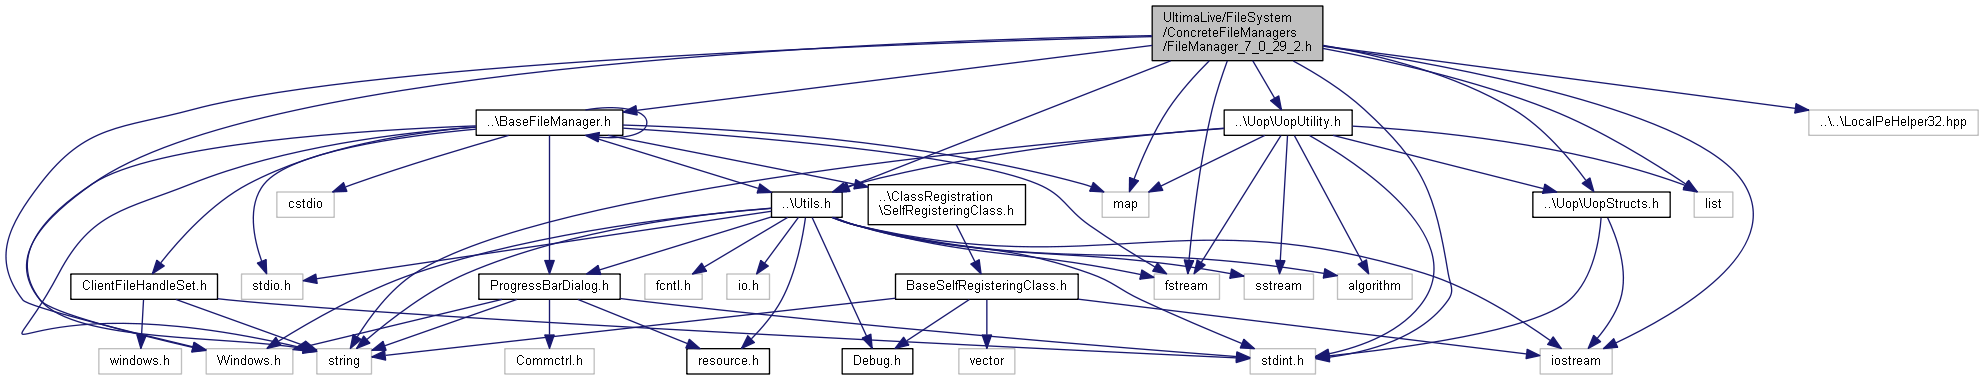 UltimaLive/FileSystem
/ConcreteFileManagers
/FileManager_7_0_29_2.h
..\BaseFileManager.h
..\Uop\UopUtility.h
..\..\LocalPeHelper32.hpp
cstdio
..\Utils.h
..\ClassRegistration
\SelfRegisteringClass.h
map
..\Uop\UopStructs.h
list
ClientFileHandleSet.h
stdio.h
ProgressBarDialog.h
fcntl.h
io.h
BaseSelfRegisteringClass.h
fstream
sstream
algorithm
windows.h
Windows.h
string
Commctrl.h
resource.h
Debug.h
vector
stdint.h
iostream